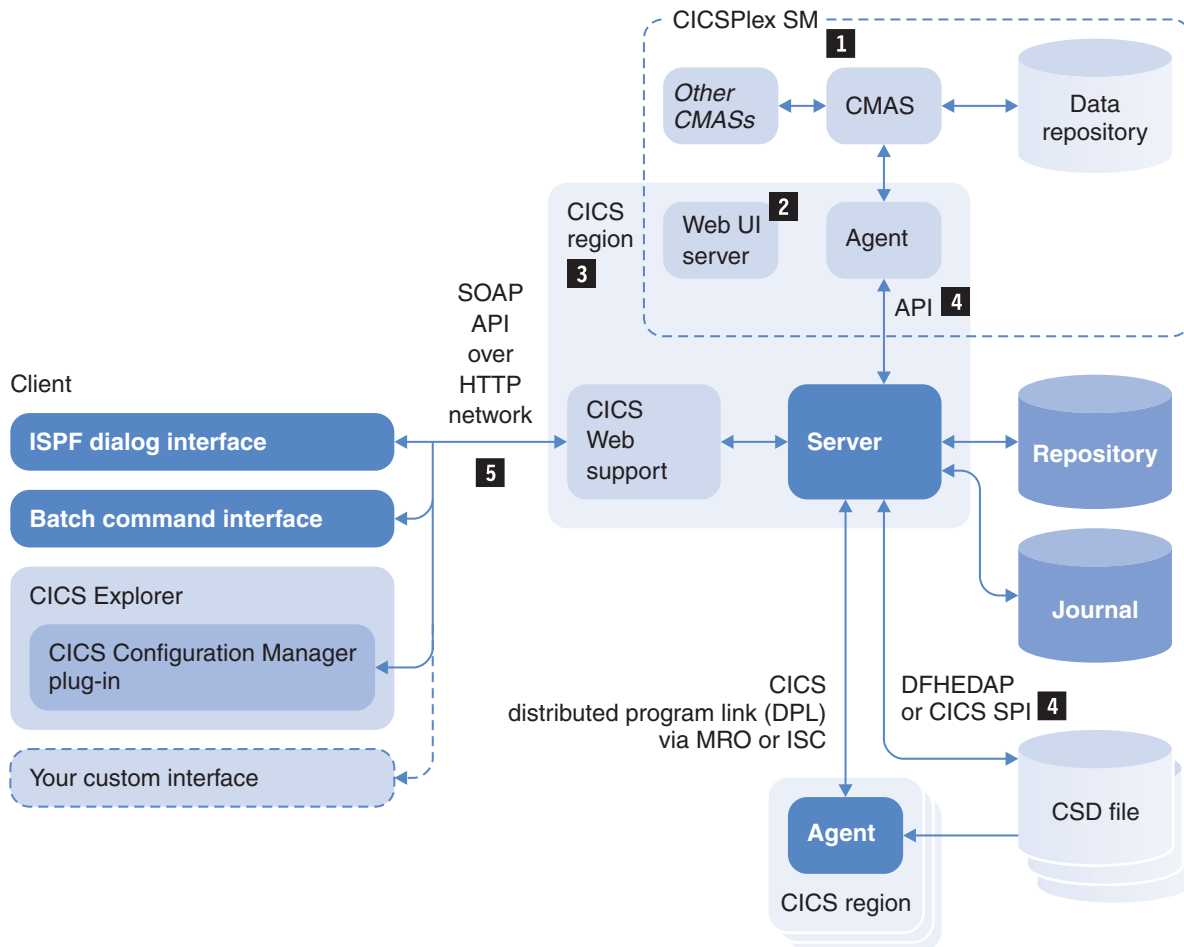 CICSPlex SM
1
Other
CMASs
CMAS
Data
repository
CICS
region
3
Web UI
server
2
Agent
API 4
SOAP
API
over
HTTP
network
5
Client
ISPF dialog interface
Batch command interface
CICS Explorer
CICS Configuration Manager
plug-in
Your custom interface
CICS
Web
support
Server
Repository
Journal
CICS
distributed program link (DPL)
via MRO or ISC
DFHEDAP
or CICS SPI 4
CSD file
Agent
CICS region